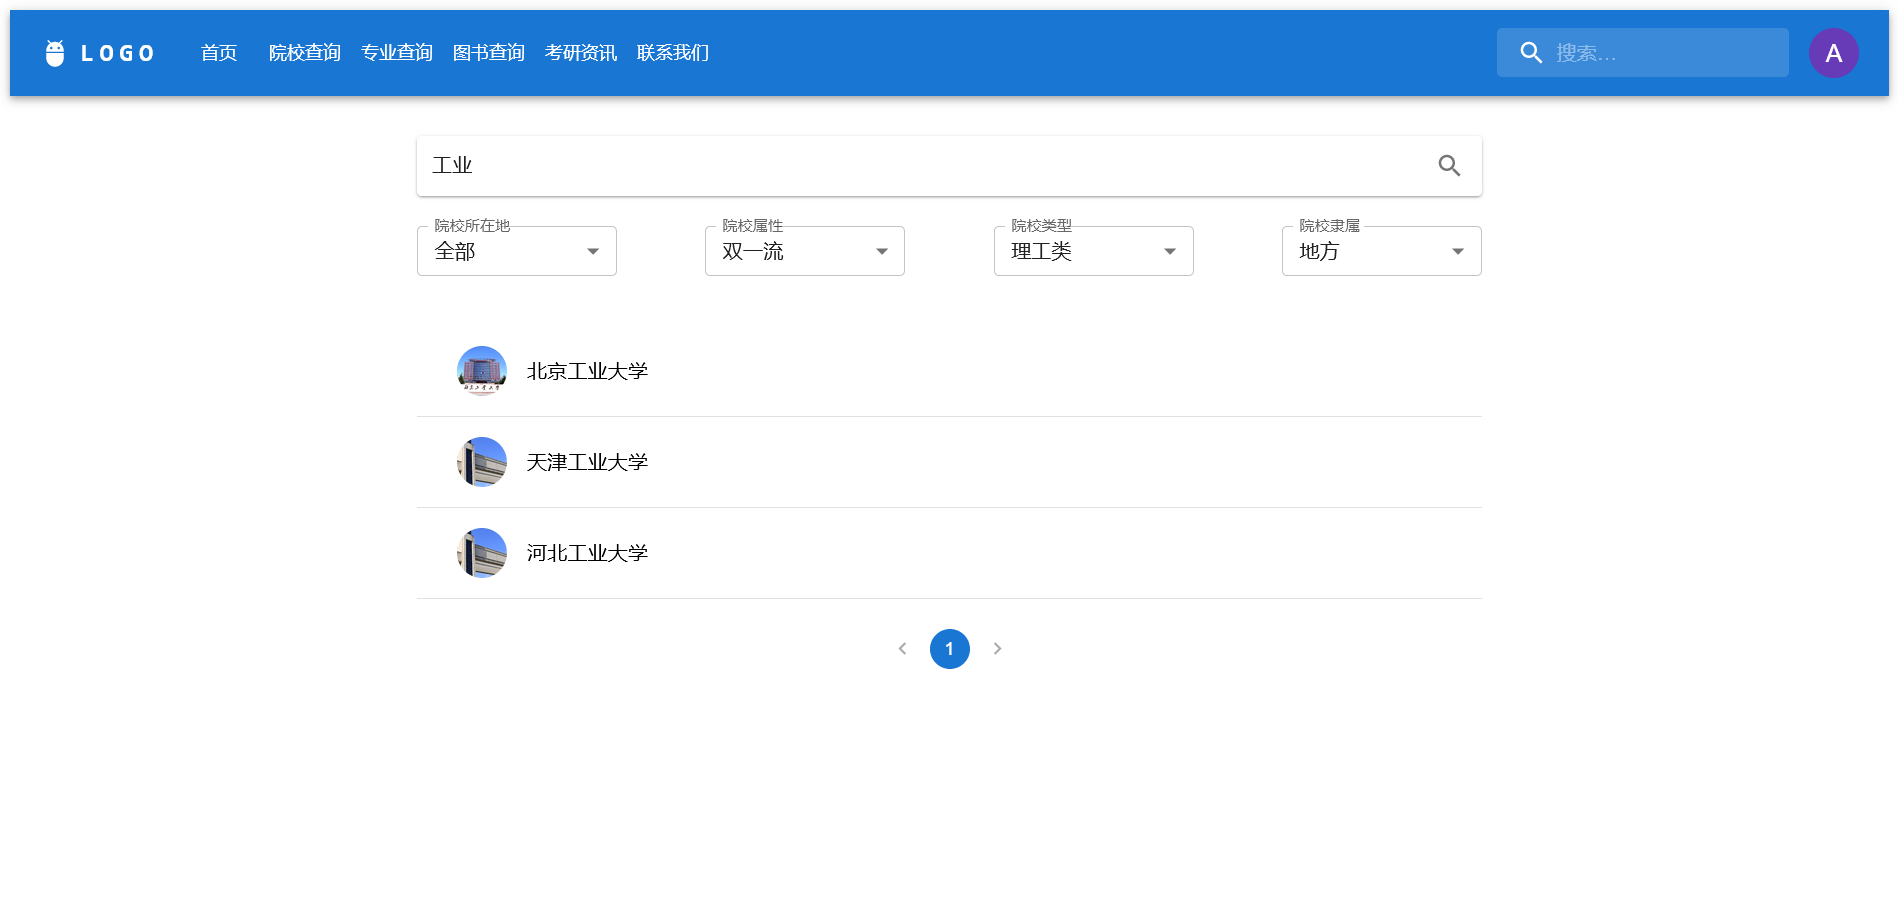 LOGO 首页 院校查询 专业查询 图书查询 考研资讯 联系我们 搜索... A
工业
院校所在地 院校属性 院校类型 院校隶属
全部 双一流 理工类 地方
北京工业大学
天津工业大学
河北工业大学
1